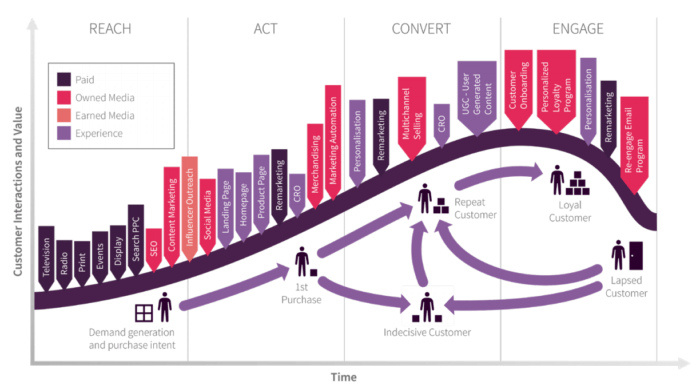 REACH
ACT
CONVERT
ENGAGE
Paid
Owned Media
Earned Media
Experience
Customer Interactions and Value
Television
Radio
Print
Events
Display
Search PPC
SEO
Content Marketing
Influencer Outreach
Social Media
Landing Page
Homepage
Product Page
Remarketing
CRO
Merchandising
Marketing Automation
Personalisation
Remarketing
Multichannel
Selling
CRO
UGC - User
Generated
Content
Customer
Onboarding
Personalized
Loyalty
Program
Personalisation
Remarketing
Re-engage Email
Program
Demand generation
and purchase intent
1st
Purchase
Indecisive Customer
Repeat
Customer
Loyal
Customer
Lapsed
Customer
Time